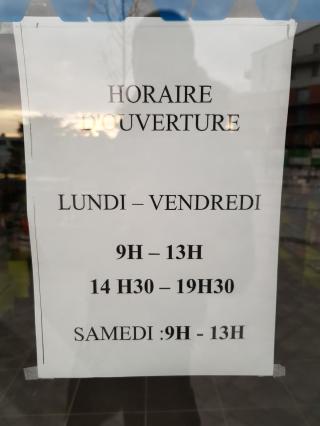 HORAIRE
D'OUVERTURE
LUNDI – VENDREDI
9H – 13H
14 H30 – 19H30
SAMEDI :9H - 13H